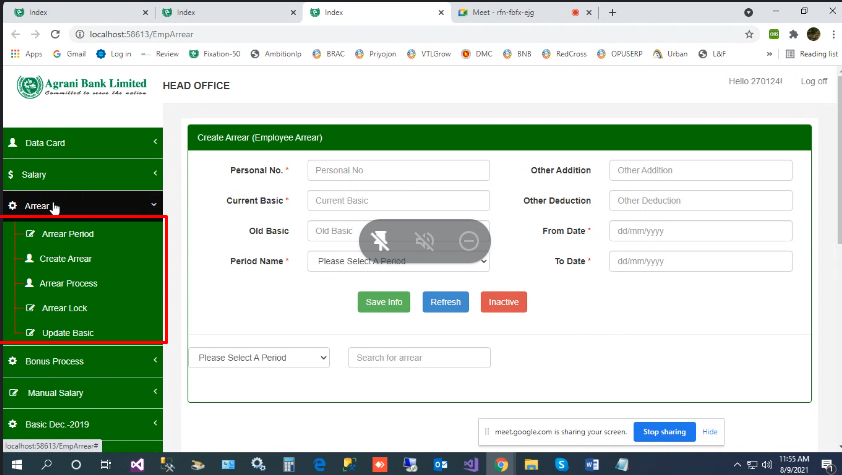 Index
Index
Index
Meet - rfn-fbfx-ejg
localhost:58613/EmpArrear
Apps Gmail Log in Review Fixation-50 AmbitionIp BRAC Priyojon VTLGrow DMC BNB RedCross OPUSERP Urban L&F » Reading list
Agrani Bank Limited
Committed to serve the nation
HEAD OFFICE
Hello 270124!
Log off
Data Card
Salary
Arrear
Arrear Period
Create Arrear
Arrear Process
Arrear Lock
Update Basic
Bonus Process
Manual Salary
Basic Dec.-2019
localhost:58613/EmpArrear#
Create Arrear (Employee Arrear)
Personal No. * Personal No
Other Addition Other Addition
Current Basic * Current Basic
Other Deduction Other Deduction
Old Basic Old Basic
From Date * dd/mm/yyyy
Period Name * Please Select A Period
To Date * dd/mm/yyyy
Save Info Refresh Inactive
Please Select A Period Search for arrear
meet.google.com is sharing your screen. Stop sharing Hide
11:55 AM
8/9/2021